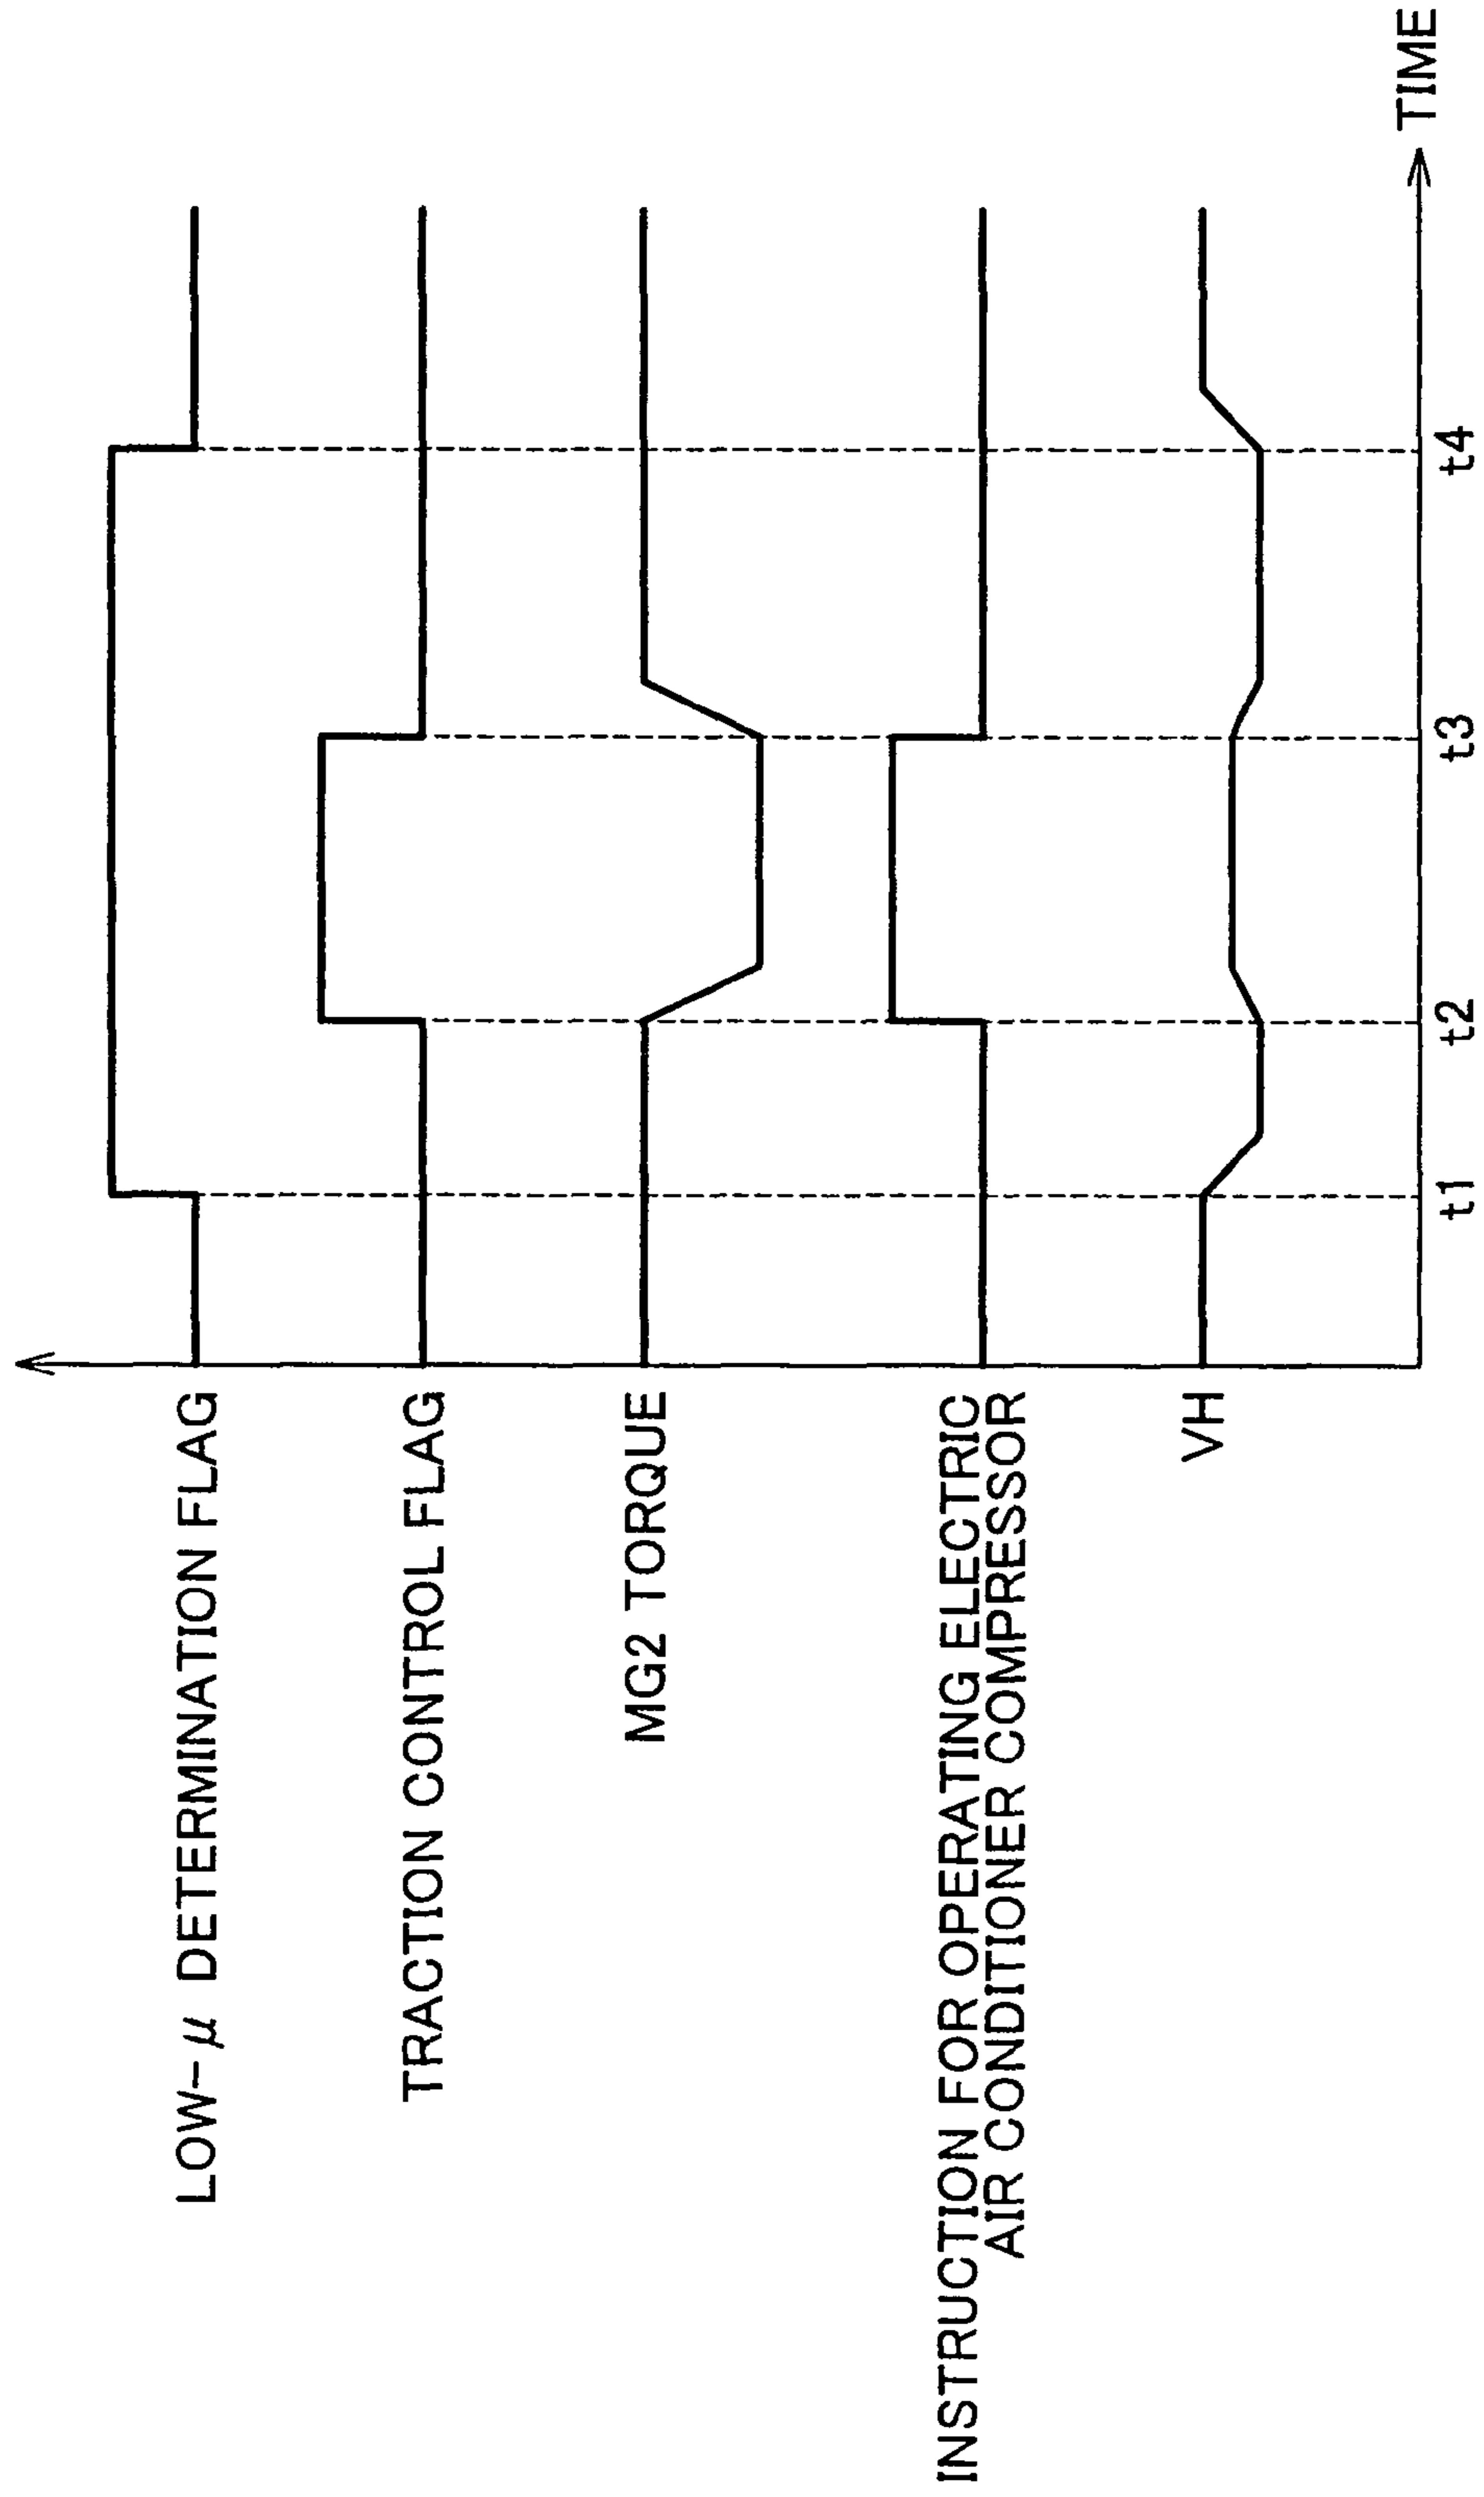 LOW-μ DETERMINATION FLAG
TRACTION CONTROL FLAG
MG2 TORQUE
INSTRUCTION FOR OPERATING ELECTRIC
AIR CONDITIONER COMPRESSOR
VH
t1
t2
t3
t4
TIME